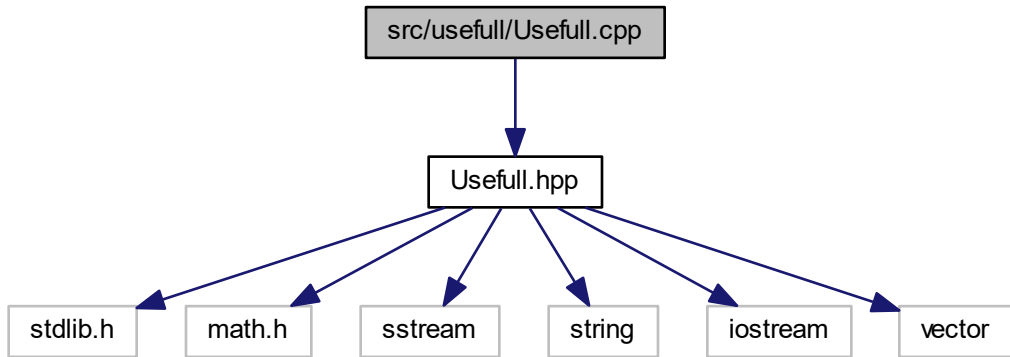 src/usefull/Usefull.cpp
Usefull.hpp
stdlib.h
math.h
sstream
string
iostream
vector